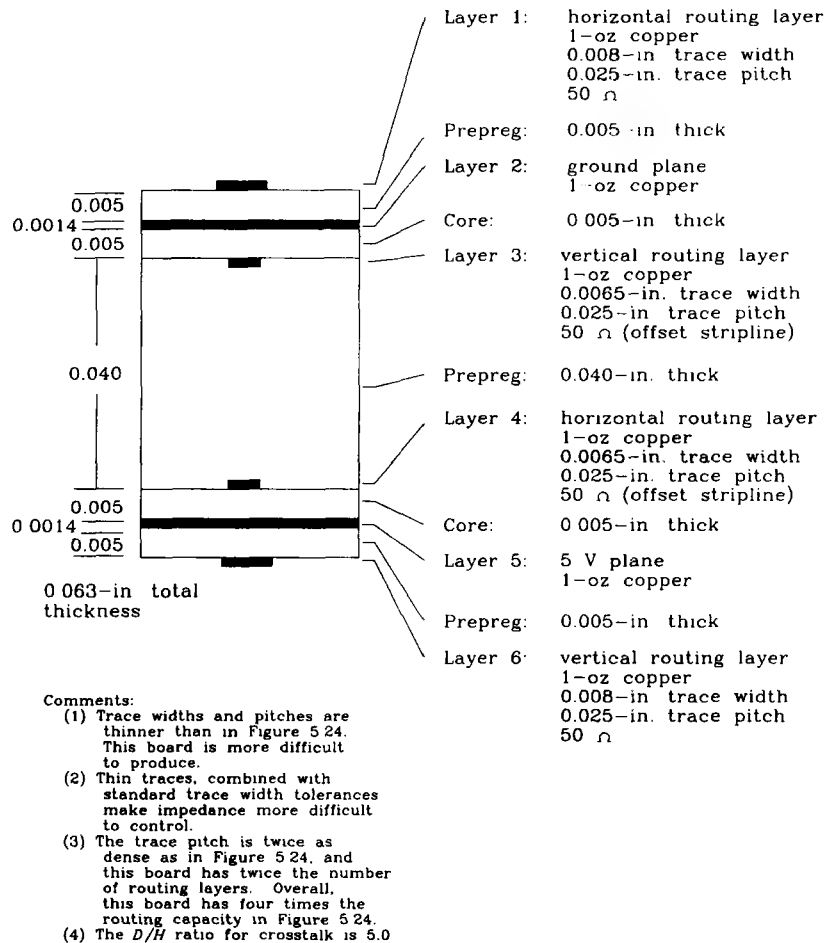 Layer 1: horizontal routing layer
1-oz copper
0.008-in trace width
0.025-in. trace pitch
50 Ω
Prepreg: 0.005 -in thick
Layer 2: ground plane
1-oz copper
Core: 0 005-in thick
Layer 3: vertical routing layer
1-oz copper
0.0065-in. trace width
0.025-in trace pitch
50 Ω (offset stripline)
Prepreg: 0.040-in. thick
Layer 4: horizontal routing layer
1-oz copper
0.0065-in trace width
0.025-in. trace pitch
50 Ω (offset stripline)
Core: 0 005-in thick
Layer 5: 5 V plane
1-oz copper
Prepreg: 0.005-in thick
Layer 6: vertical routing layer
1-oz copper
0.008-in trace width
0.025-in. trace pitch
50 Ω
0.005
0.0014
0.005
0.040
0.005
0 0014
0.005
0 063-in total
thickness
Comments:
(1) Trace widths and pitches are
thinner than in Figure 5 24.
This board is more difficult
to produce.
(2) Thin traces, combined with
standard trace width tolerances
make impedance more difficult
to control.
(3) The trace pitch is twice as
dense as in Figure 5 24, and
this board has twice the number
of routing layers. Overall,
this board has four times the
routing capacity in Figure 5 24.
(4) The D/H ratio for crosstalk is 5.0